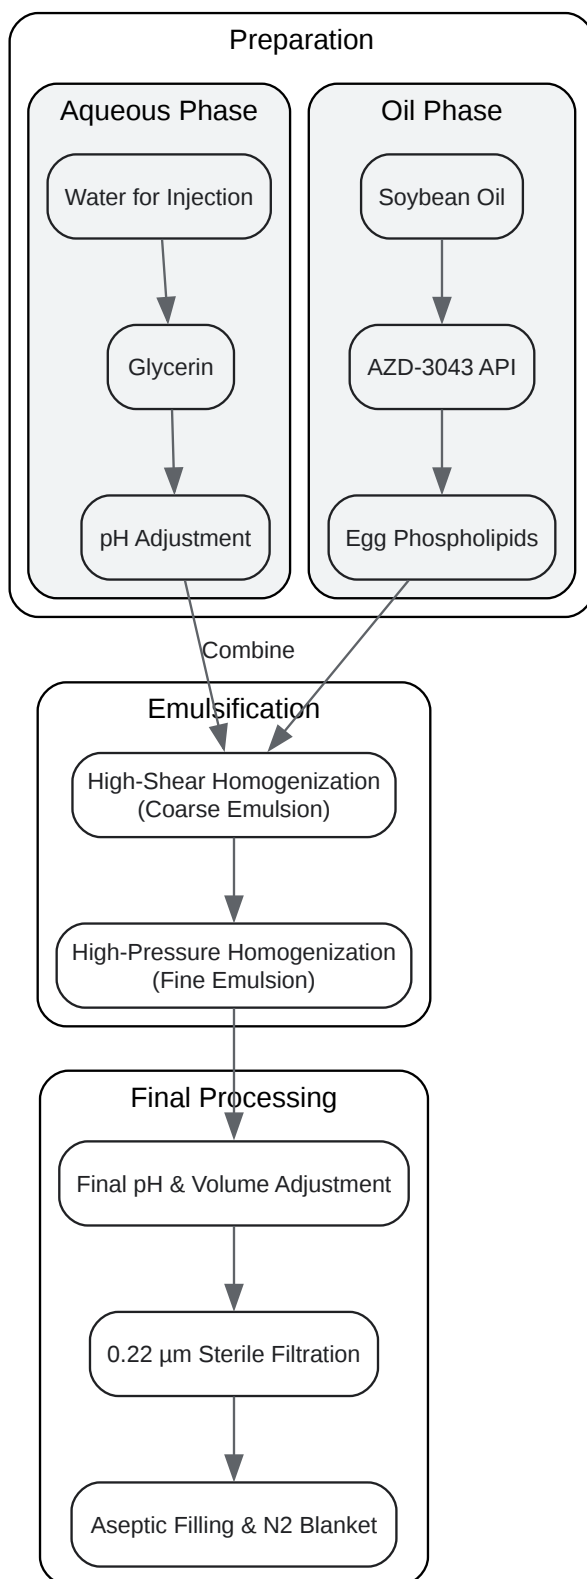 Preparation
Aqueous Phase
Water for Injection
Glycerin
pH Adjustment
Oil Phase
Soybean Oil
AZD-3043 API
Egg Phospholipids
Combine
Emulsification
High-Shear Homogenization
(Coarse Emulsion)
High-Pressure Homogenization
(Fine Emulsion)
Final Processing
Final pH & Volume Adjustment
0.22 µm Sterile Filtration
Aseptic Filling & N2 Blanket